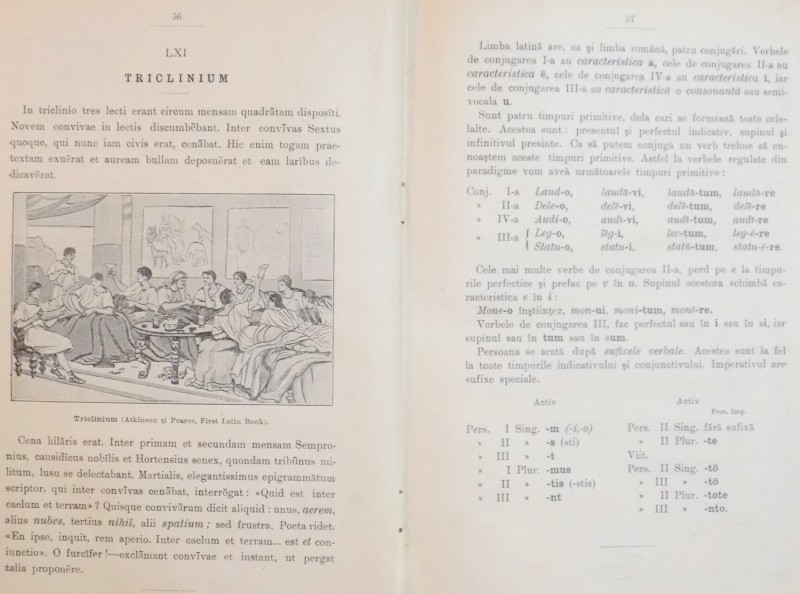 56
LXI
TRICLINIUM
In triclinio tres lecti erant circum mensam quadrātam disposĭti.
Novem convivae in lectis discumbēbant. Inter convīvas Sextus
quoque, qui nunc iam civis erat, cenābat. Hic enim togam prae-
textam exuĕrat et auream bullam deposuĕrat et eam larĭbus de-
dicavĕrat.
Triclinium (Atkinson și Pearce, First Latin Book).
Cena hilăris erat. Inter primam et secundam mensam Sempro-
nius, causidĭcus et Hortensius senex, quondam tribūnus mi-
litum, lusu se delectabant. Martialis, elegantissimus epigrammătum
scriptor. qui inter convīvas cenābat, interrŏgat: «Quid est inter
caelum et terram»? Quisque convivārum dicit aliquid: unus, aerem,
alius nubes, tertius nihil, alii spatium; sed frustra. Poeta ridet.
«En ipse, inquit, rem aperio. Inter caelum et terram... est et con-
iunctio». O furcĭfer!—exclāmant convīvae et instant, ut pergat
talia proponĕre.
57
Limba latină are, ca și limba română, patru conjugări. Verbele
de conjugarea I-a au caracteristica a, cele de conjugarea II-a au
caracteristica ē, cele de conjugarea IV-a au caracteristica i, iar
cele de conjugarea III-a au caracteristică o consonantă sau semi-
vocala u.
Sunt patru timpuri primitive, dela cari se formează toate cele-
lalte. Acestea sunt: presentul și perfectul indicativ, supinul și
infinitivul presinte. Ca să putem conjugà un verb trebue să cu-
noaștem aceste timpuri primitive. Astfel la verbele regulate din
paradigme vom aveà următoarele timpuri primitive:
Conj. I-a Laud-o, laudā-vi, laudā-tum, laudā-re
» II-a Dele-o, delē-vi, delē-tum, delē-re
» IV-a Audi-o, audī-vi, audī-tum, audī-re
» III-a { Leg-o, lēg-i, lec-tum, leg-ĕ-re
Statu-o, statu-i, statū-tum, statu-ĕ-re.
Cele mai multe verbe de conjugarea II-a, perd pe e la timpu-
rile perfectice și prefac pe v în u. Supinul acestora schimbă ca-
racteristica e în i:
Mone-o înștiințez, mon-ui, moni-tum, monē-re.
Verbele de conjugarea III, fac perfectul sau în i sau în si, iar
supinul sau în tum sau în sum.
Persoana se arată după sufixele verbale. Acestea sunt la fel
la toate timpurile indicativului și conjunctivului. Imperativul are
sufixe speciale.
Activ
Pers. I Sing. -m (-i,-o)
» II » -s (sti)
» III » -t
» I Plur. -mus
» II » -tis (-stis)
» III » -nt
Activ
Pres. Imp.
Pers. II Sing. fără sufixă
» II Plur. -te
Viit.
Pers. II Sing. -tō
» III » -tō
» II Plur. -tote
» III » -nto.